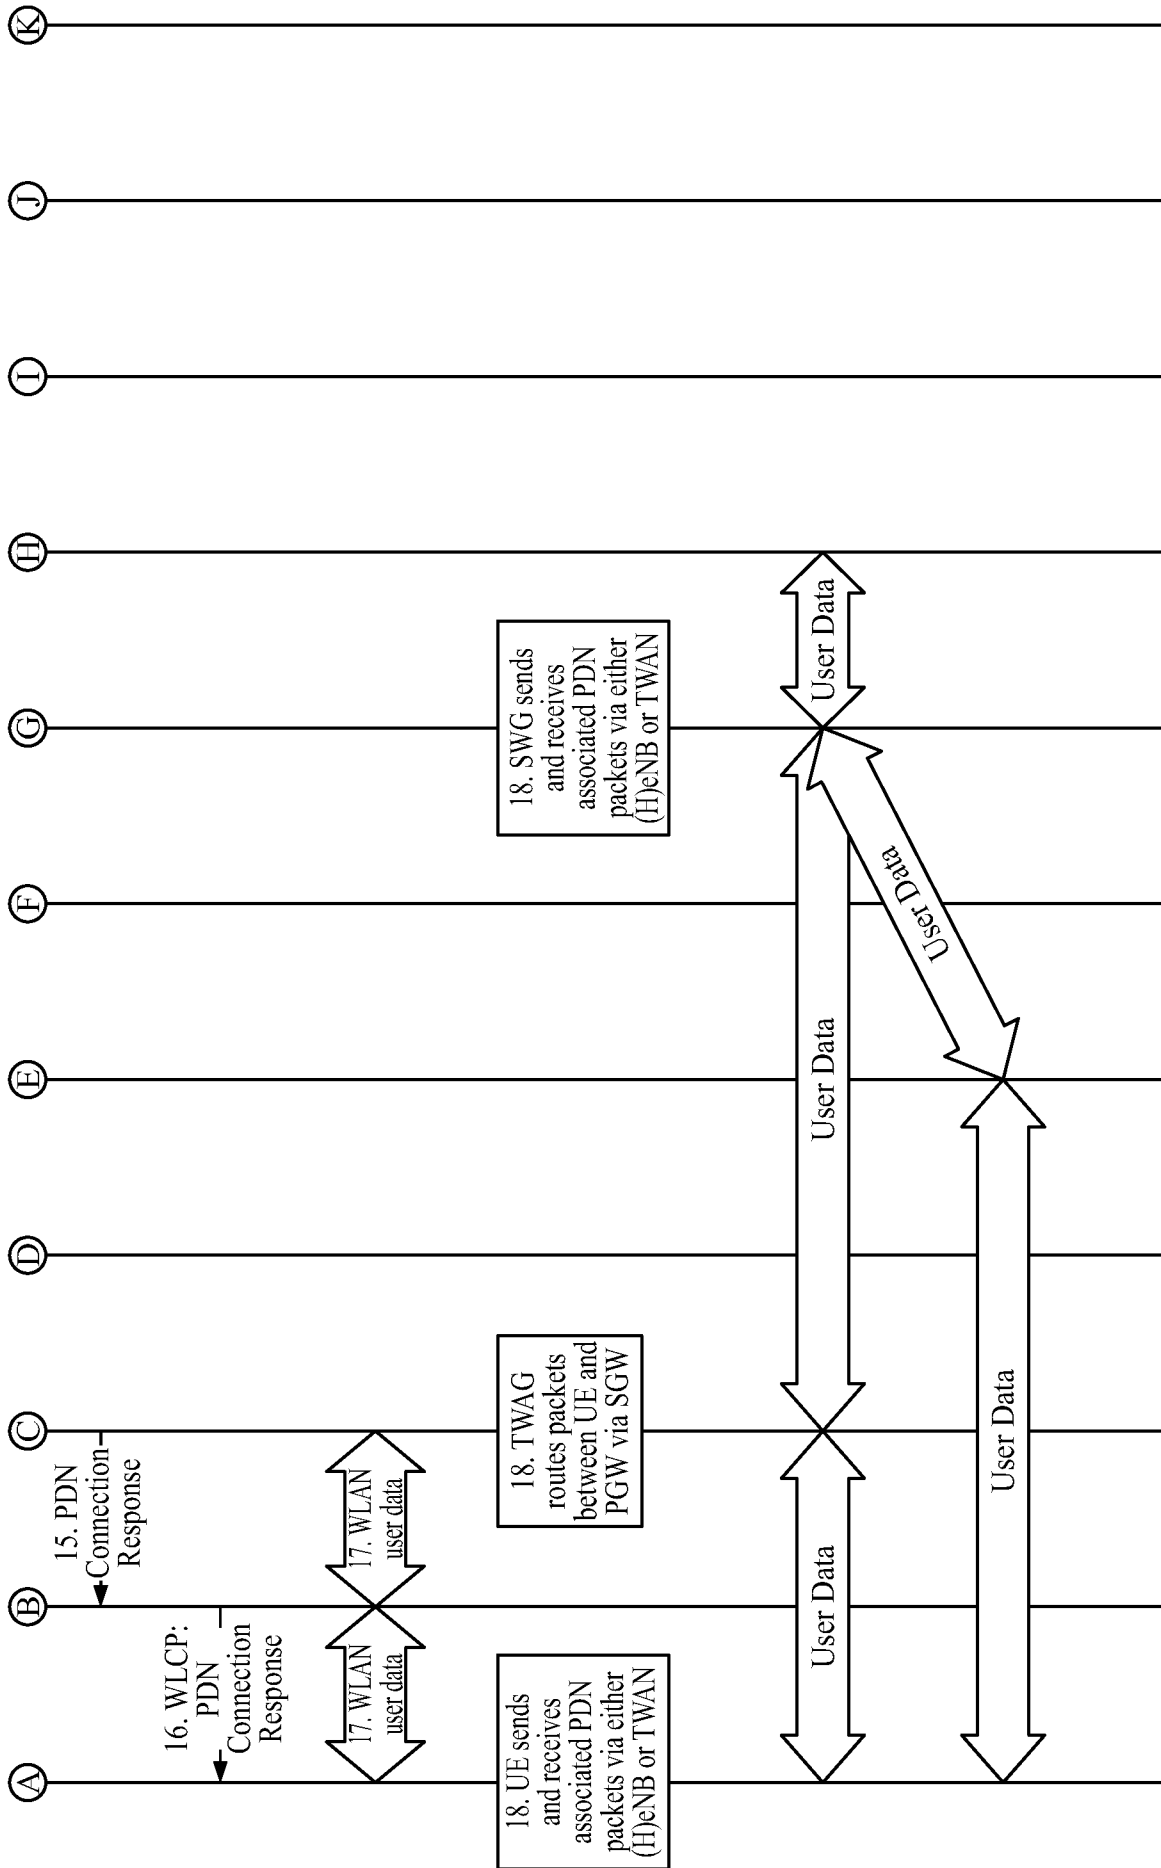 A
B
C
D
E
F
G
H
I
J
K
15. PDN
Connection
Response
16. WLCP:
PDN
Connection
Response
17. WLAN
user data
17. WLAN
user data
18. UE sends
and receives
associated PDN
packets via either
(H)eNB or TWAN
18. TWAG
routes packets
between UE and
PGW via SGW
18. SWG sends
and receives
associated PDN
packets via either
(H)eNB or TWAN
User Data
User Data
User Data
User Data
User Data